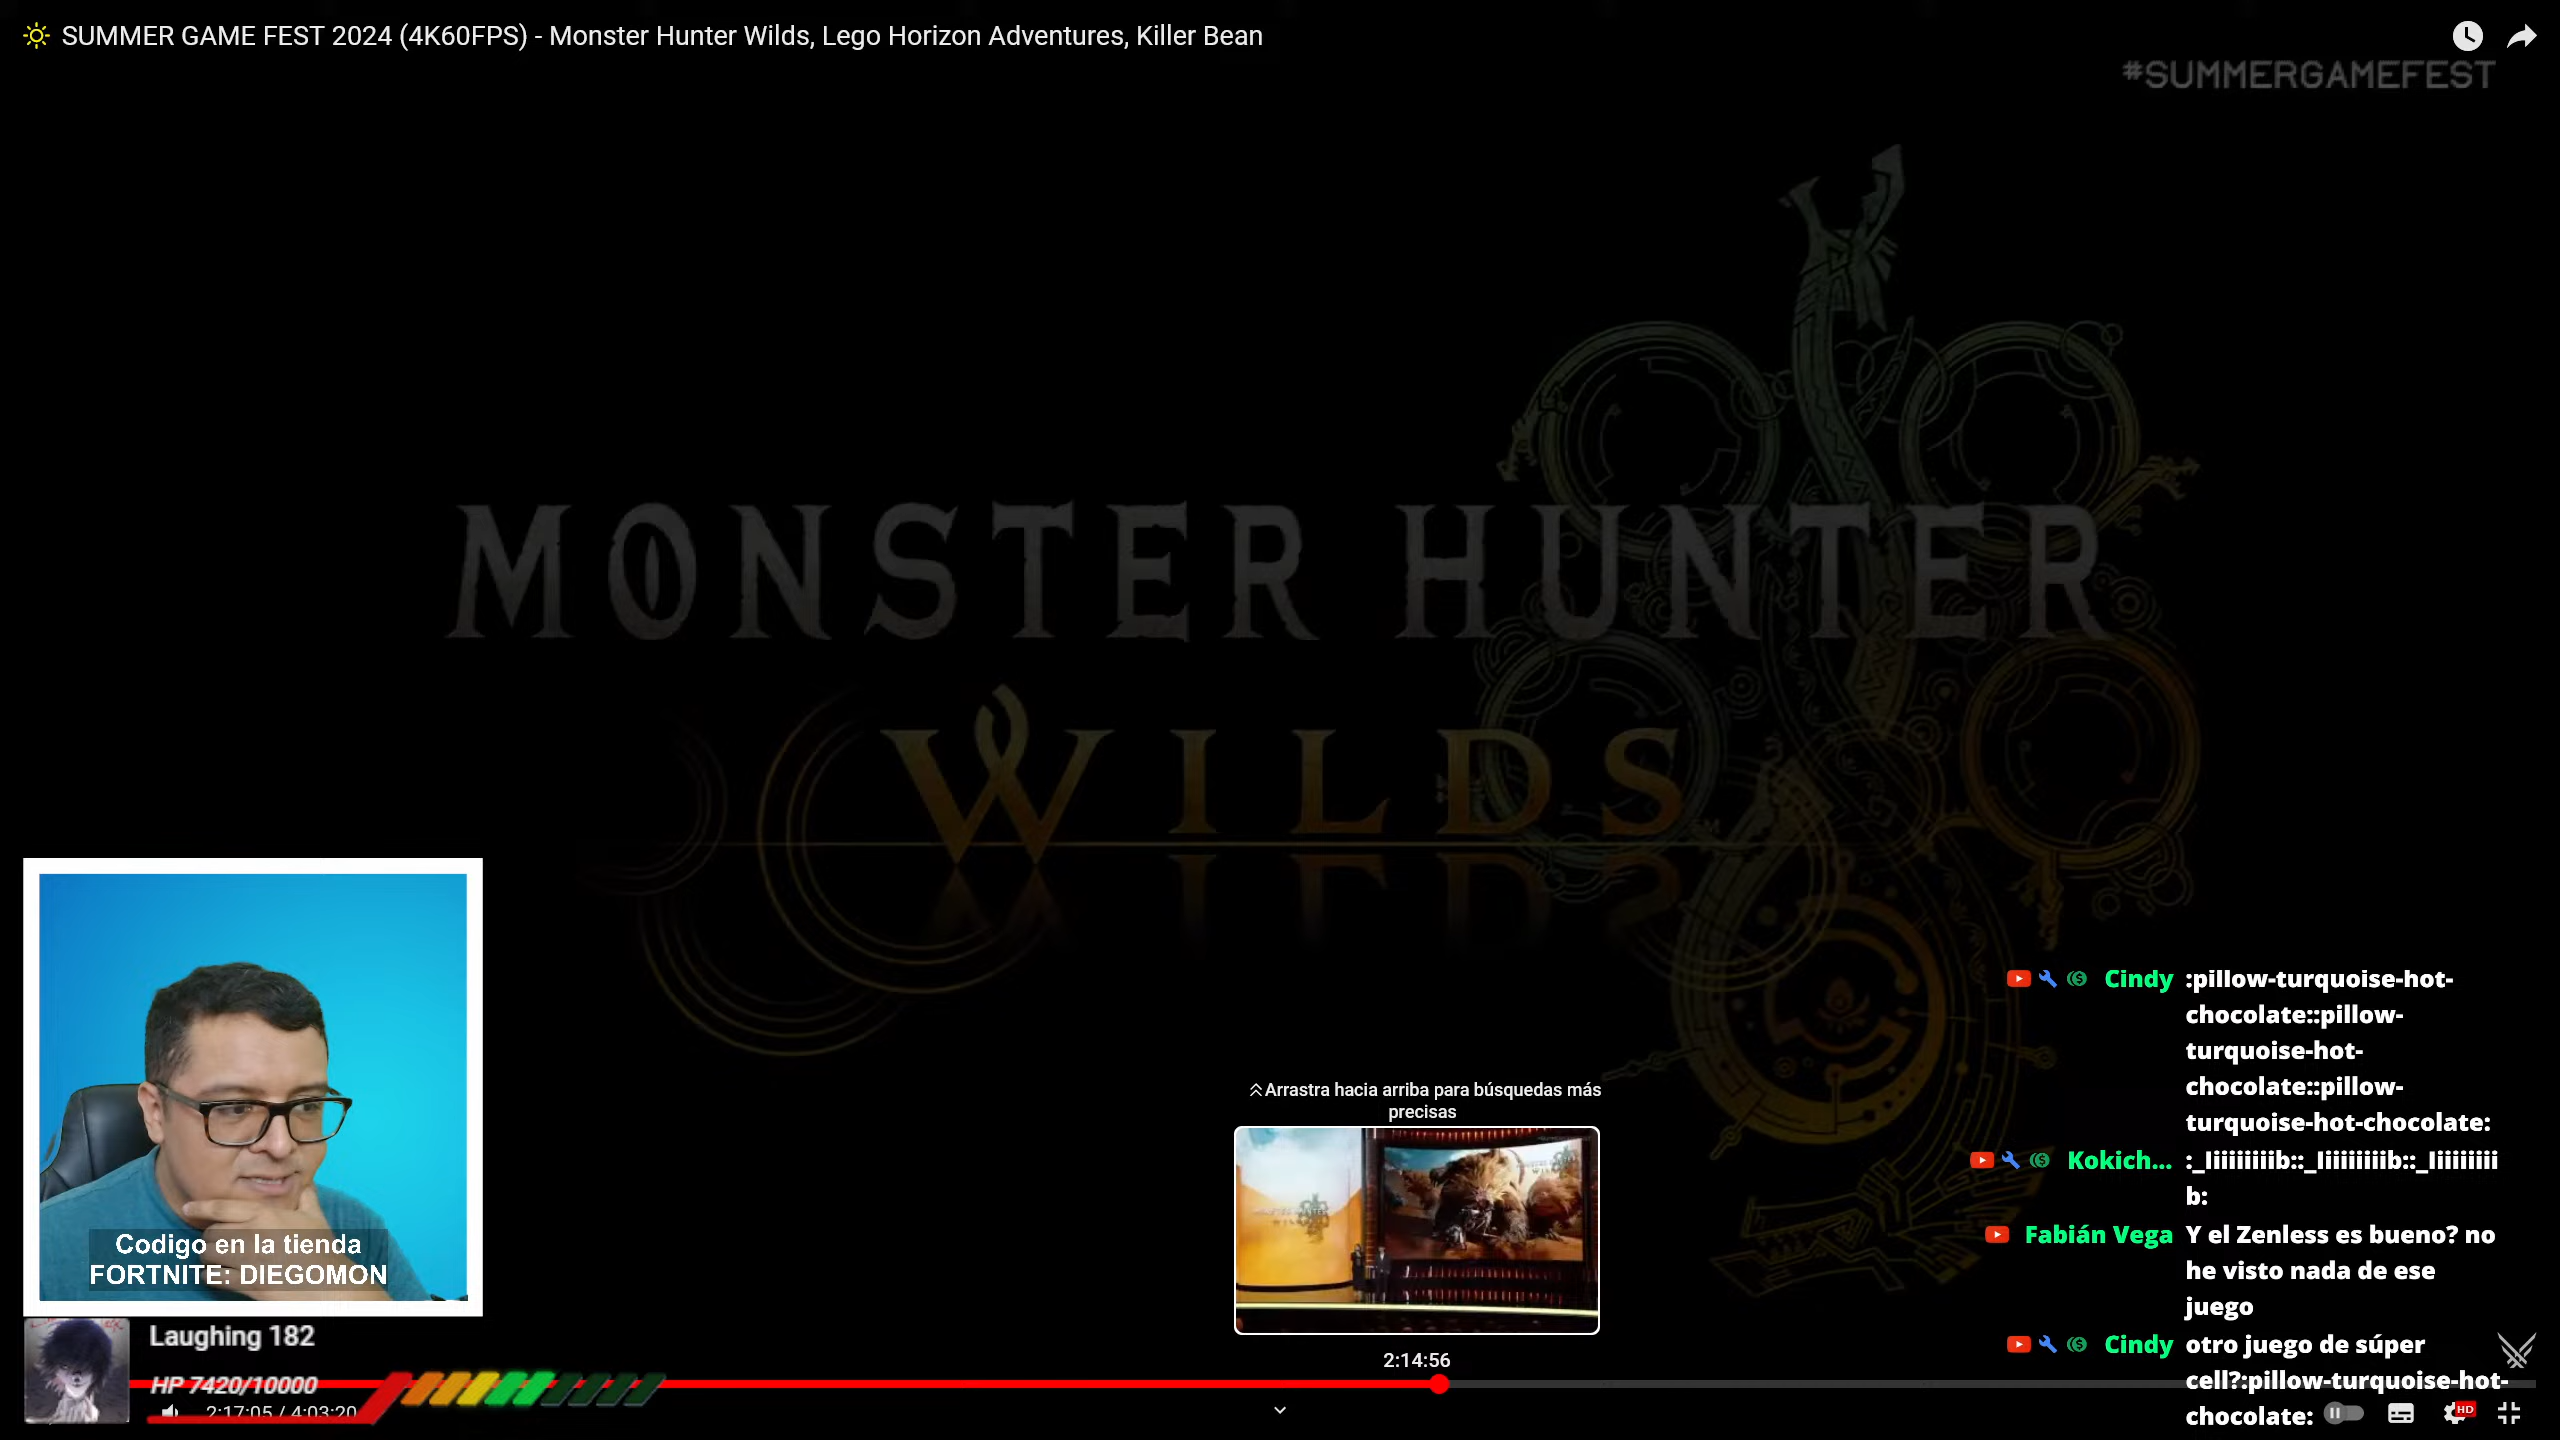 SUMMER GAME FEST 2024 (4K60FPS) - Monster Hunter Wilds, Lego Horizon Adventures, Killer Bean
#SUMMERGAMEFEST
MONSTER HUNTER
WILDS
Cindy :pillow-turquoise-hot-
chocolate::pillow-
turquoise-hot-
chocolate::pillow-
turquoise-hot-chocolate:
Kokich... :_liiiiiiiiib::_liiiiiiiiib::_liiiiiiiii
b:
Fabián Vega Y el Zenless es bueno? no
he visto nada de ese
juego
Cindy otro juego de súper
cell?:pillow-turquoise-hot-
chocolate:
Arrastra hacia arriba para búsquedas más
precisas
2:14:56
Codigo en la tienda
FORTNITE: DIEGOMON
Laughing 182
HP 7420/10000
2:17:05 / 4:03:20
HD